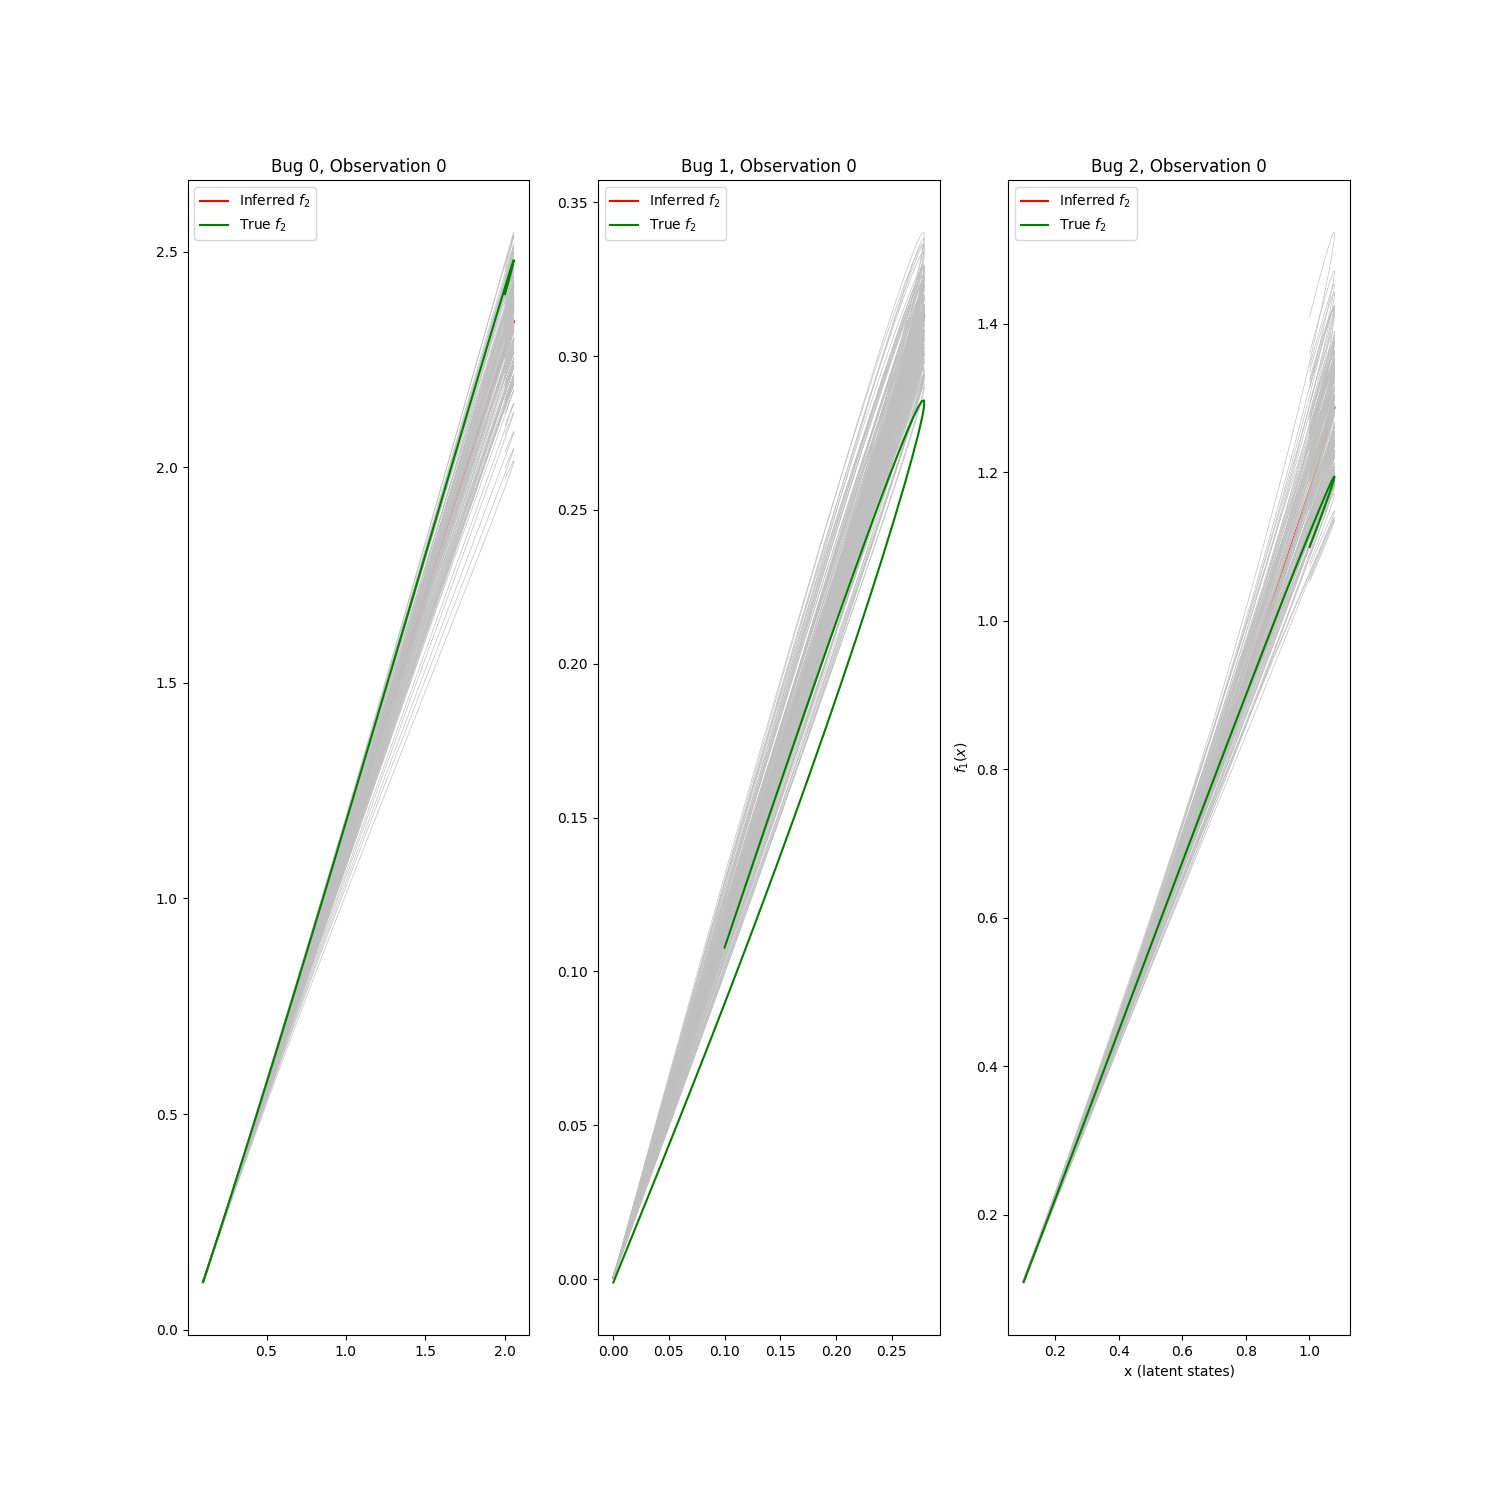 Bug 0, Observation 0
Inferred f₂
True f₂
2.5
2.0
1.5
1.0
0.5
0.0
0.5 1.0 1.5 2.0
Bug 1, Observation 0
Inferred f₂
True f₂
0.35
0.30
0.25
0.20
0.15
0.10
0.05
0.00
0.00 0.05 0.10 0.15 0.20 0.25
Bug 2, Observation 0
Inferred f₂
True f₂
f₁(x)
1.4
1.2
1.0
0.8
0.6
0.4
0.2
0.2 0.4 0.6 0.8 1.0
x (latent states)